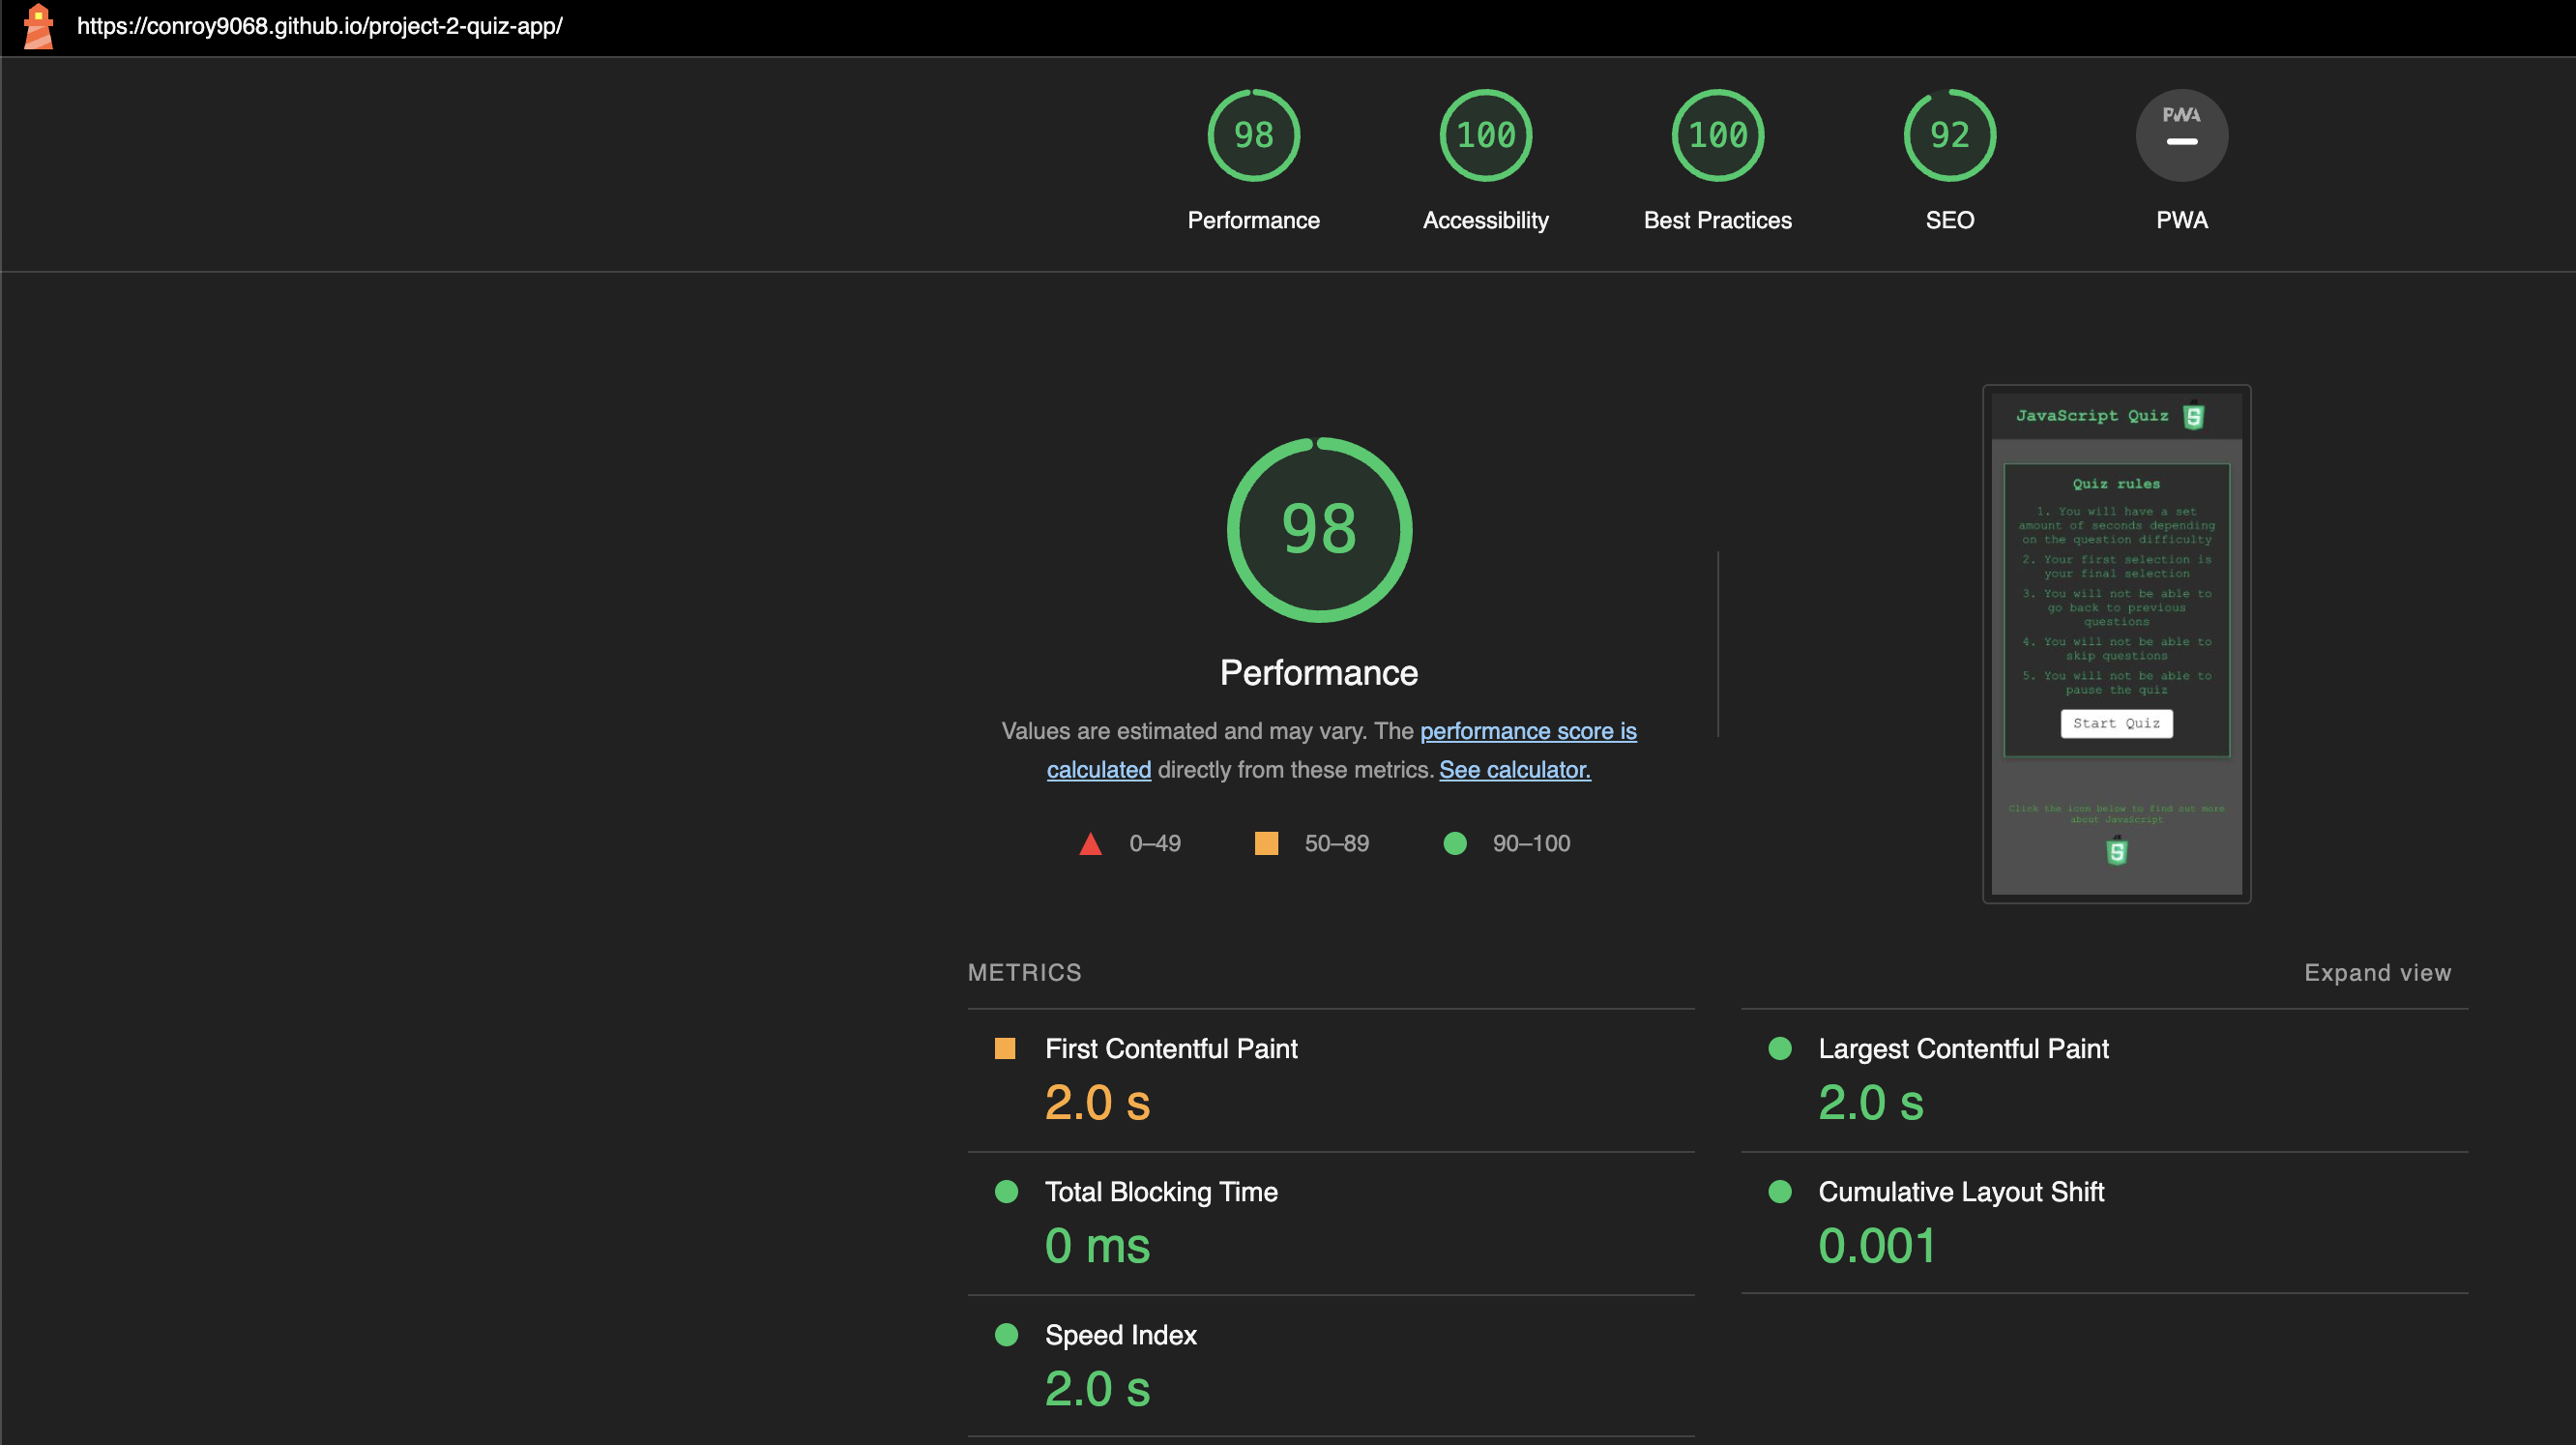 https://conroy9068.github.io/project-2-quiz-app/
98
100
100
92
PWA
Performance
Accessibility
Best Practices
SEO
PWA
98
Performance
Values are estimated and may vary. The performance score is
calculated directly from these metrics. See calculator.
0–49
50–89
90–100
JavaScript Quiz
Quiz rules
1. You will have a set
amount of seconds depending
on the question difficulty
2. Your first selection is
your final selection
3. You will not be able to
go back to previous
questions
4. You will not be able to
skip questions
5. You will not be able to
pause the quiz
Start Quiz
Click the icon below to find out more
about JavaScript
METRICS
Expand view
First Contentful Paint
2.0 s
Largest Contentful Paint
2.0 s
Total Blocking Time
0 ms
Cumulative Layout Shift
0.001
Speed Index
2.0 s